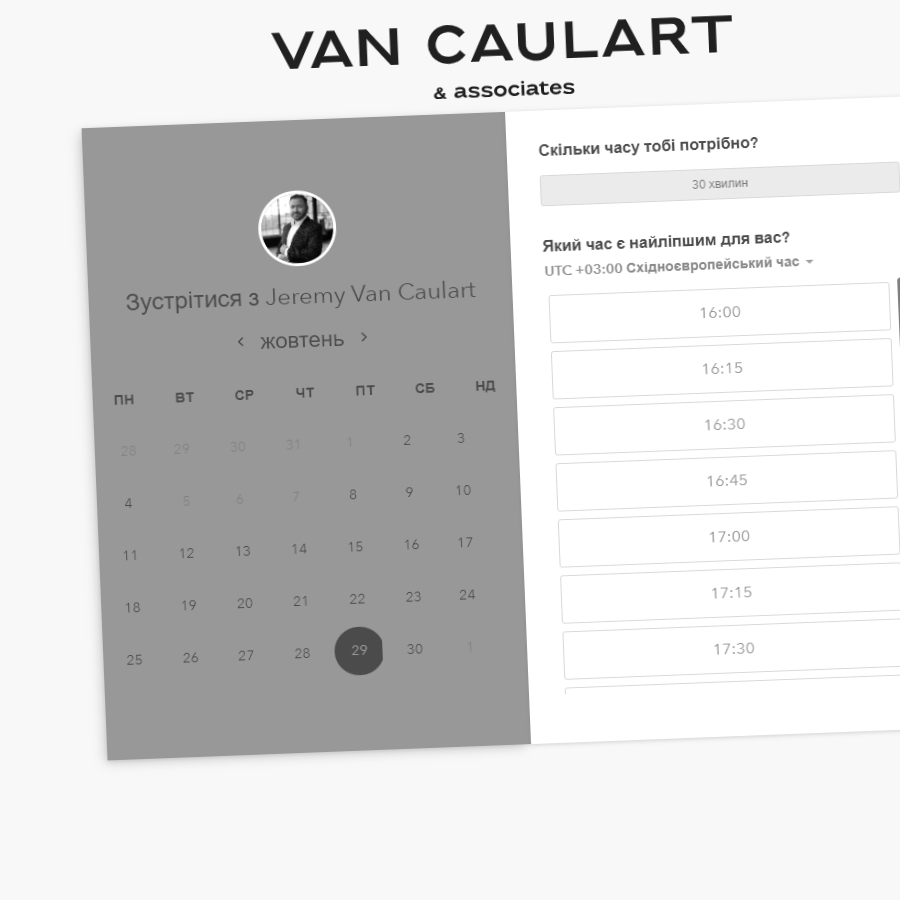 VAN CAULART
& associates
Зустрітися з Jeremy Van Caulart
жовтень
ПН ВТ СР ЧТ ПТ СБ НД
28 29 30 31 1 2 3
4 5 6 7 8 9 10
11 12 13 14 15 16 17
18 19 20 21 22 23 24
25 26 27 28 29 30 1
Скільки часу тобі потрібно?
30 хвилин
Який час є найліпшим для вас?
UTC +03:00 Східноєвропейський час
16:00
16:15
16:30
16:45
17:00
17:15
17:30